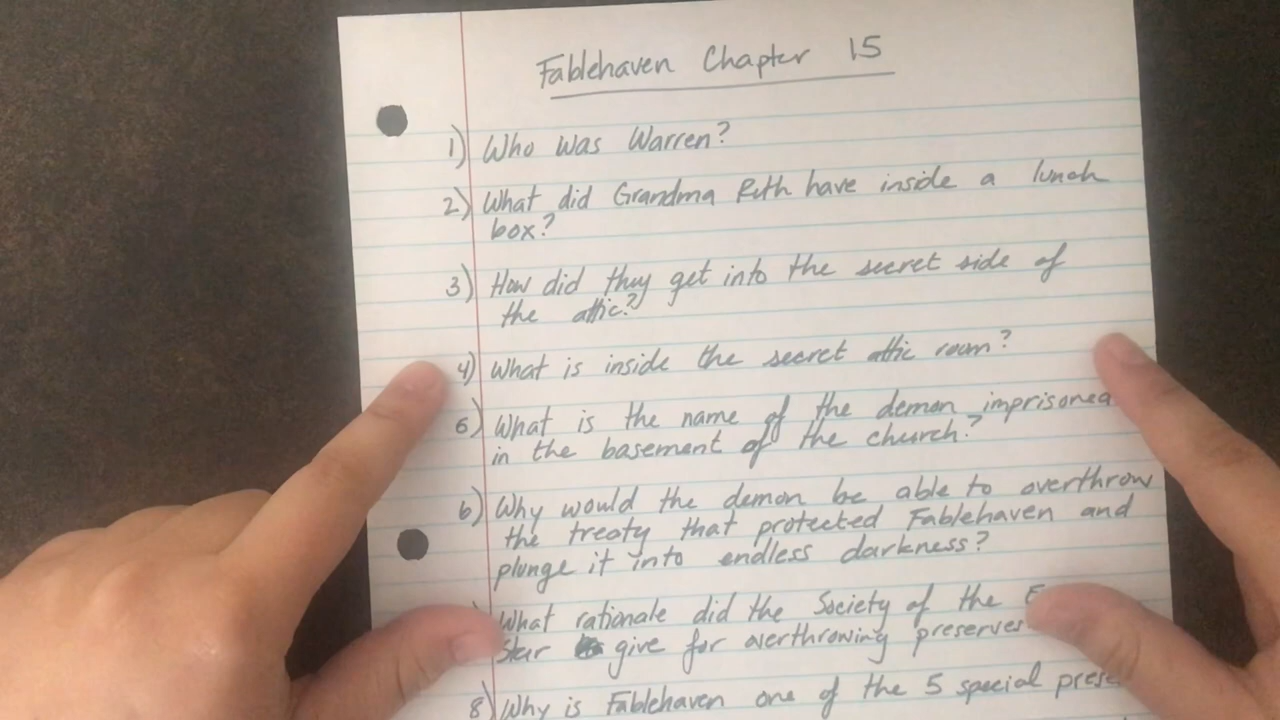 Fablehaven Chapter 15
1) Who was Warren?
2) What did Grandma Ruth have inside a lunch
box?
3) How did they get into the secret side of
the attic?
4) What is inside the secret attic room?
5) What is the name of the demon imprisoned
in the basement of the church?
6) Why would the demon be able to overthrow
the treaty that protected Fablehaven and
plunge it into endless darkness?
What rationale did the Society of the
Star give for overthrowing preserves
8) Why is Fablehaven one of the 5 special